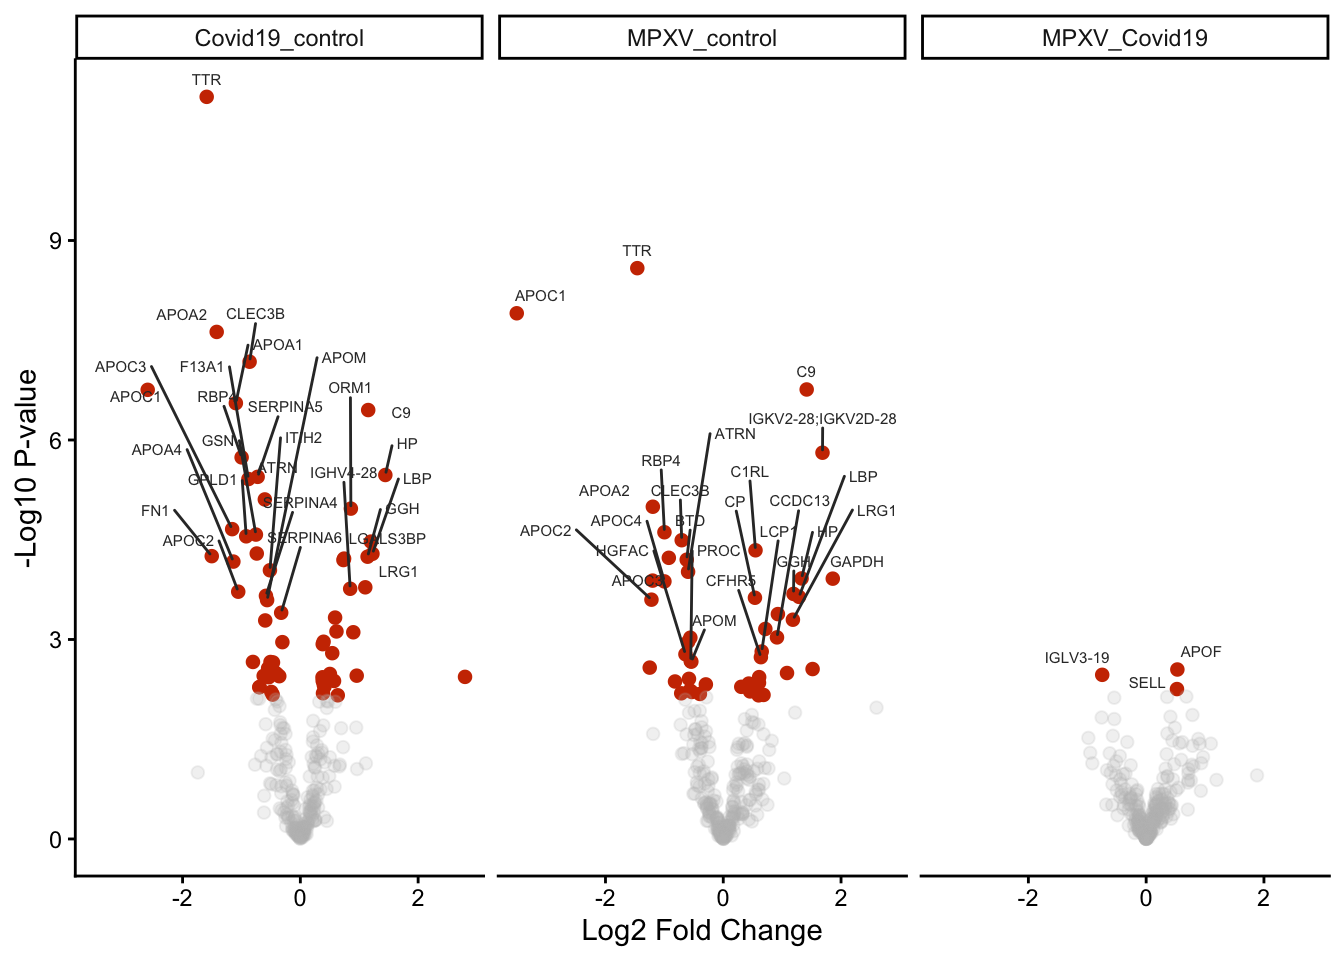 Covid19_control
MPXV_control
MPXV_Covid19
-Log10 P-value
9
6
3
0
TTR
APOA2
CLEC3B
APOA1
APOM
APOC3
F13A1
APOC1
RBP4
ORM1
SERPINA5
C9
GSN
ITIH2
HP
APOA4
ATRN
IGHV4-28
LBP
GPLD1
FN1
SERPINA4
GGH
APOC2
SERPINA6
LGALS3BP
LRG1
TTR
APOC1
C9
IGKV2-28;IGKV2D-28
ATRN
RBP4
C1RL
LBP
APOA2
CLEC3B
CP
CCDC13
LRG1
APOC2
APOC4
BTD
LCP1
HP
HGFAC
PROC
GGH
GAPDH
CFHR5
APOM
IGLV3-19
APOF
SELL
-2
0
2
-2
0
2
-2
0
2
Log2 Fold Change